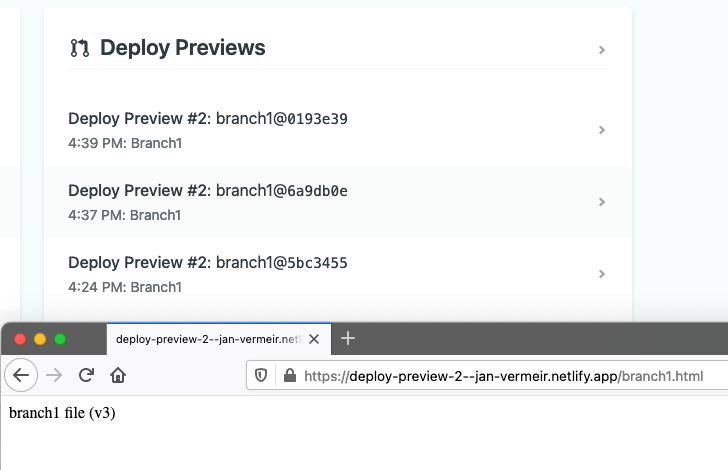 Deploy Previews
Deploy Preview #2: branch1@0193e39
4:39 PM: Branch1
Deploy Preview #2: branch1@6a9db0e
4:37 PM: Branch1
Deploy Preview #2: branch1@5bc3455
4:24 PM: Branch1
deploy-preview-2--jan-vermeir.netl
https://deploy-preview-2--jan-vermeir.netlify.app/branch1.html
branch1 file (v3)